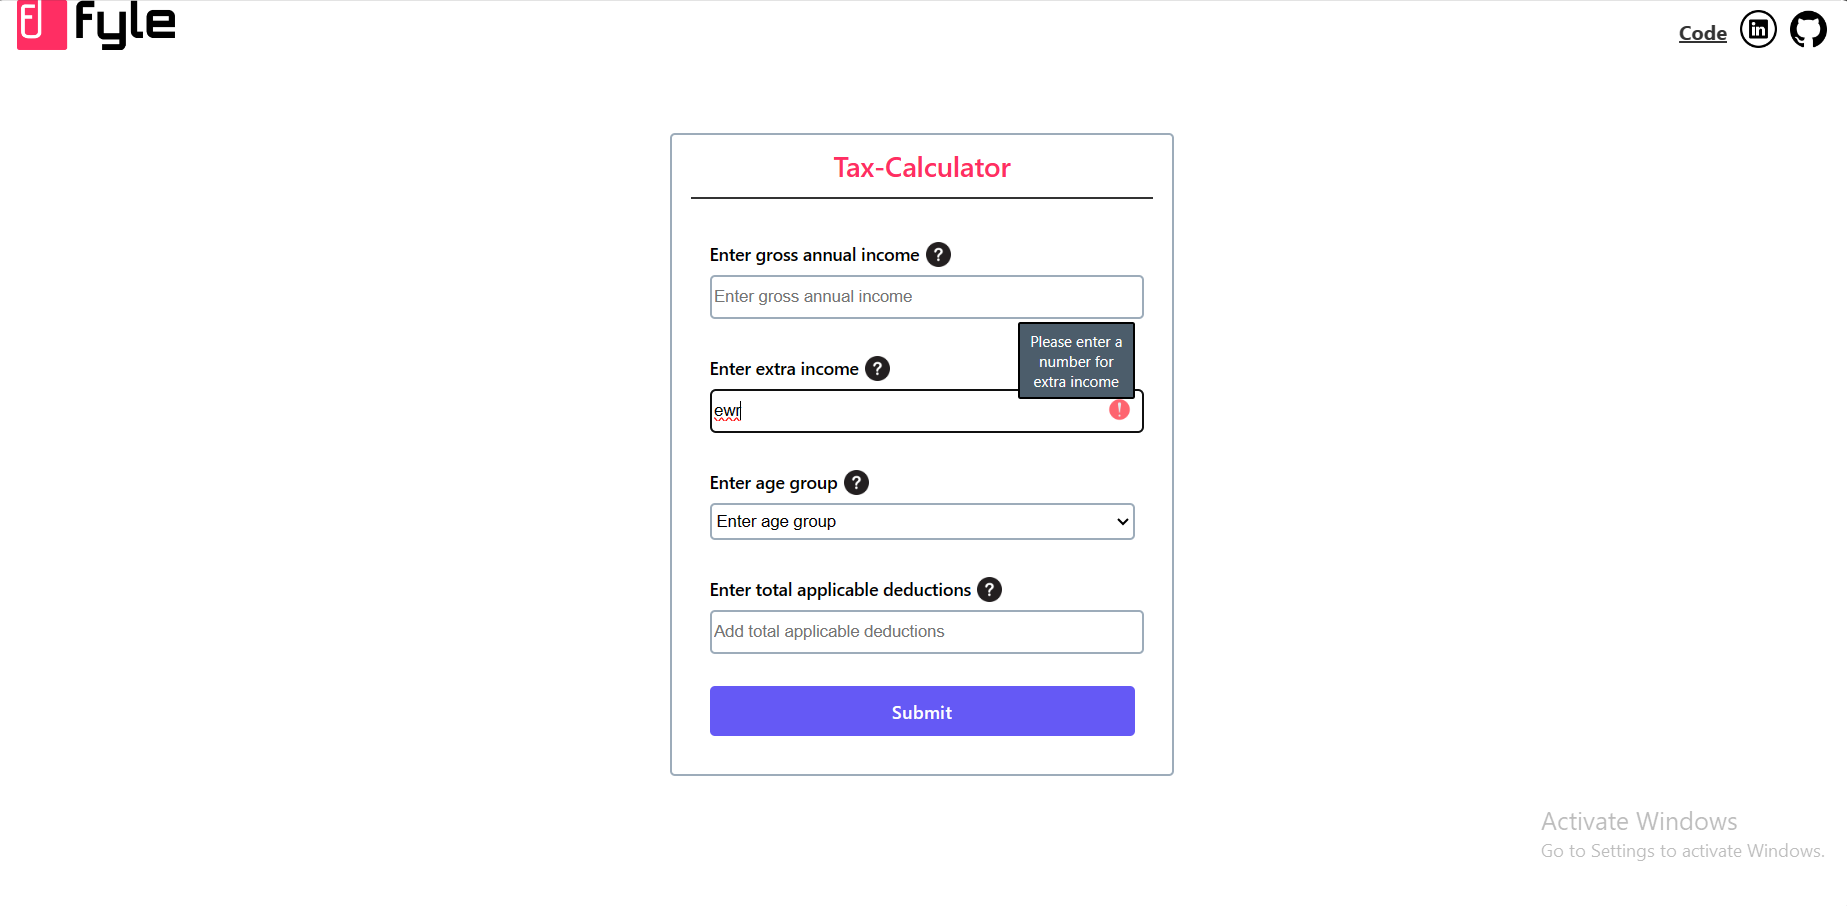 fyle
Code
in
Tax-Calculator
Enter gross annual income ?
Enter gross annual income
Please enter a
number for
extra income
Enter extra income ?
ewr
!
Enter age group ?
Enter age group
Enter total applicable deductions ?
Add total applicable deductions
Submit
Activate Windows
Go to Settings to activate Windows.